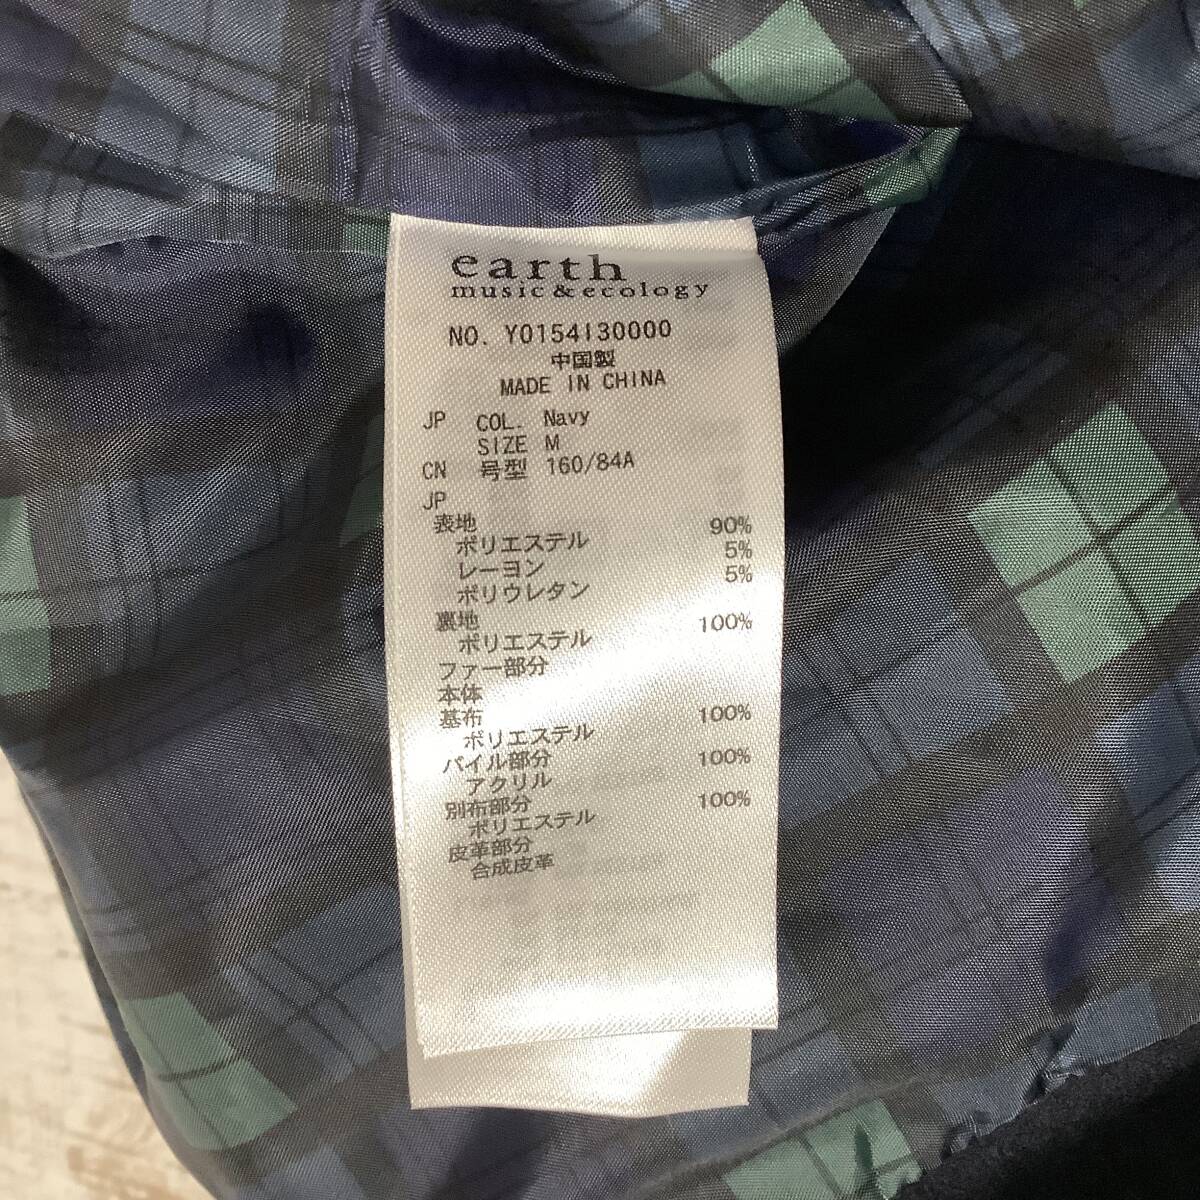 earth
music & ecology
NO. Y0154I30000
中国製
MADE IN CHINA
JP COL. Navy
SIZE M
CN 号型 160/84A
JP
表地
ポリエステル 90%
レーヨン 5%
ポリウレタン 5%
裏地
ポリエステル 100%
ファー部分
本体
基布
ポリエステル 100%
パイル部分
アクリル 100%
別布部分
ポリエステル 100%
皮革部分
合成皮革